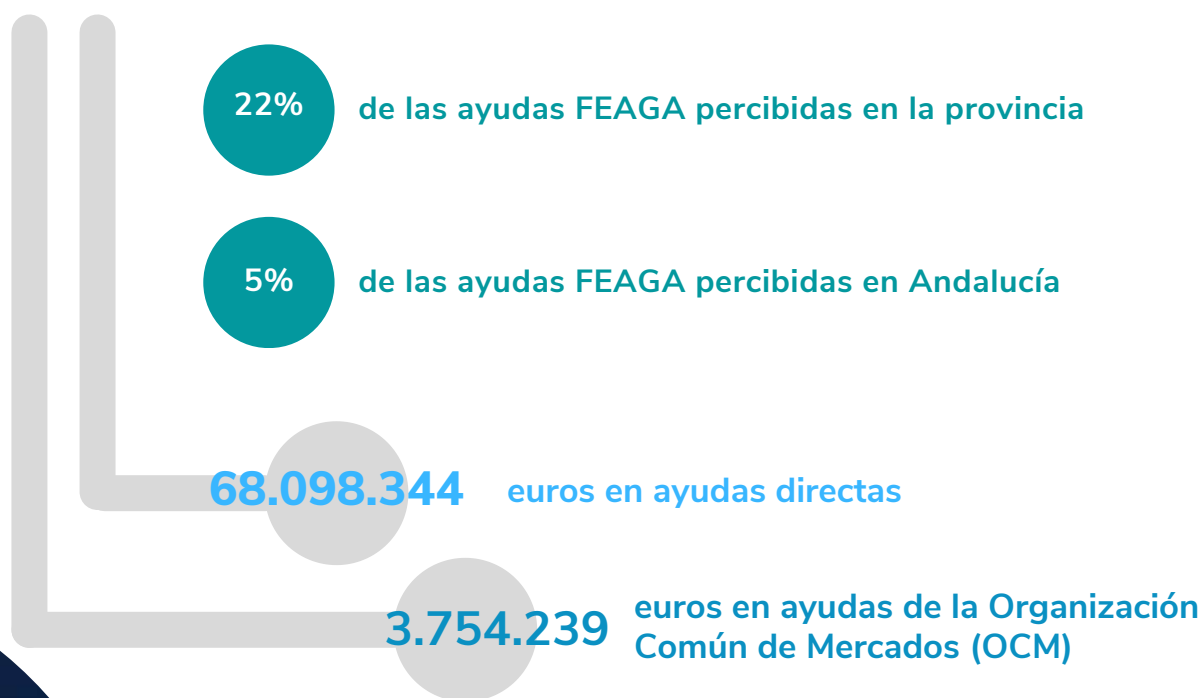 22% de las ayudas FEAGA percibidas en la provincia
5% de las ayudas FEAGA percibidas en Andalucía
68.098.344 euros en ayudas directas
3.754.239 euros en ayudas de la Organización
Común de Mercados (OCM)